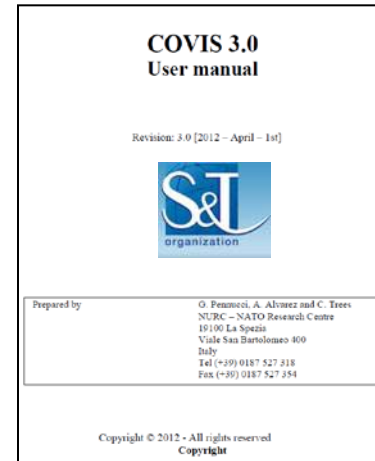 COVIS 3.0
User manual
Revision: 3.0 [2012 – April – 1st]
S&T
organization
Prepared by
G. Pennucci, A. Alvarez and C. Trees
NURC – NATO Research Centre
19100 La Spezia
Viale San Bartolomeo 400
Italy
Tel (+39) 0187 527 318
Fax (+39) 0187 527 354
Copyright © 2012 - All rights reserved
Copyright